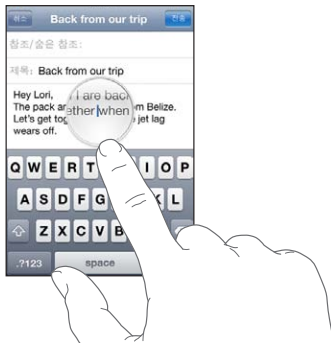 취소 Back from our trip 전송
참조/숨은 참조:
제목: Back from our trip
Hey Lori, I are back
The pack m Belize.
ether when
Let's get jet lag
wears off.
Q W E R T I O P
A S D F G K L
Z X C V B
.?123 space